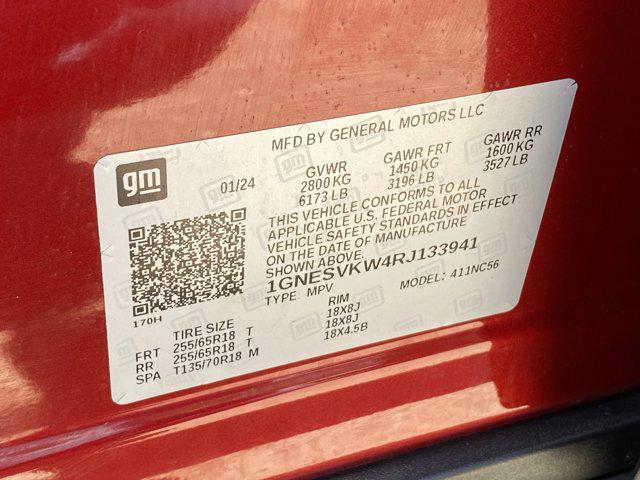 MFD BY GENERAL MOTORS LLC
gm
01/24
GVWR GAWR FRT GAWR RR
2800 KG 1450 KG 1600 KG
6173 LB 3196 LB 3527 LB
THIS VEHICLE CONFORMS TO ALL
APPLICABLE U.S. FEDERAL MOTOR
VEHICLE SAFETY STANDARDS IN EFFECT
ON THE DATE OF MANUFACTURE
SHOWN ABOVE.
1GNESVKW4RJ133941
TYPE: MPV MODEL: 411NC56
170H
TIRE SIZE RIM
FRT 255/65R18 T 18X8J
RR 255/65R18 T 18X8J
SPA T135/70R18 M 18X4.5B